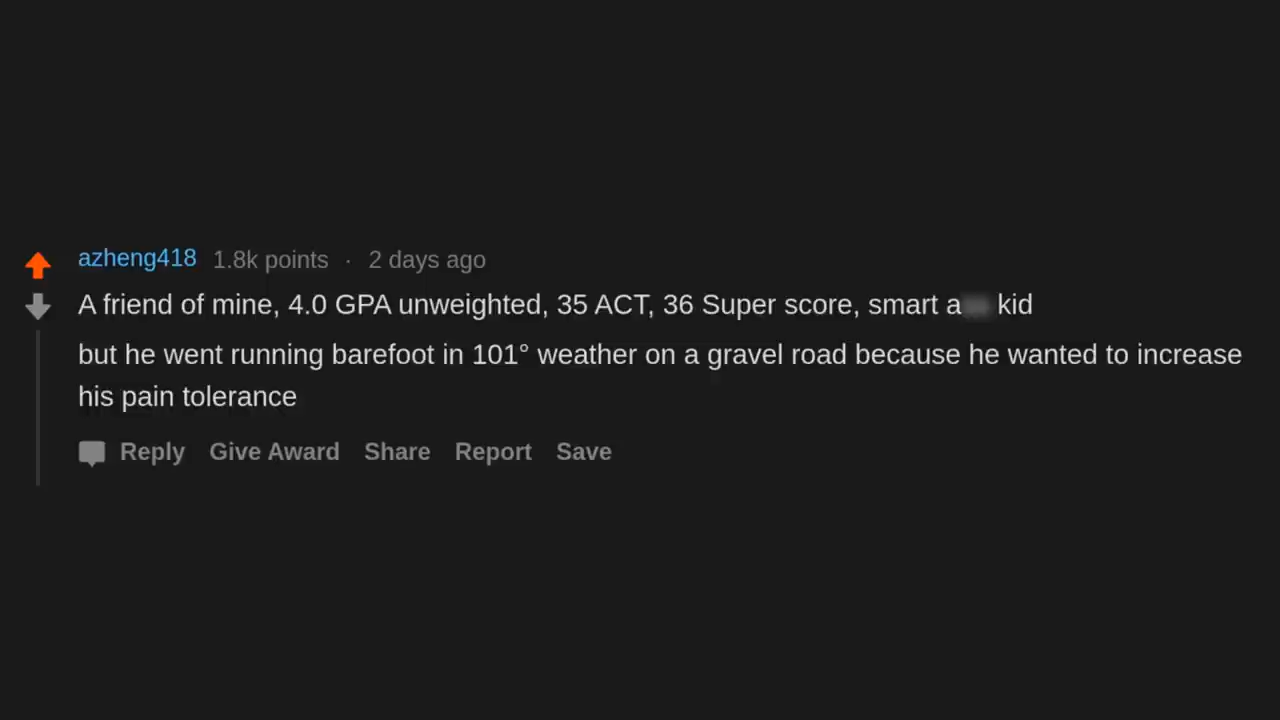 azheng418 1.8k points · 2 days ago
A friend of mine, 4.0 GPA unweighted, 35 ACT, 36 Super score, smart a kid
but he went running barefoot in 101° weather on a gravel road because he wanted to increase
his pain tolerance
Reply Give Award Share Report Save